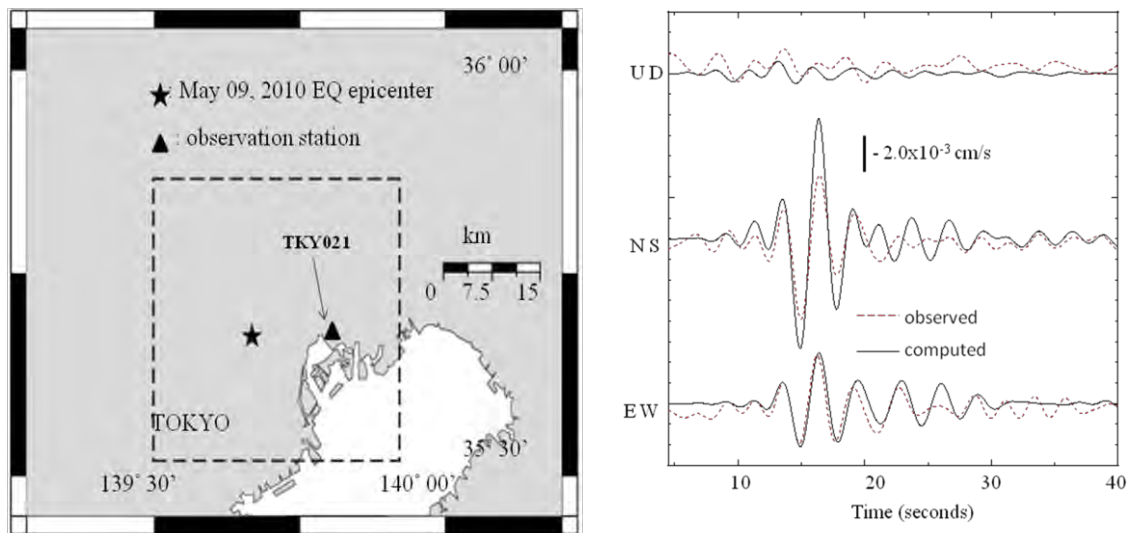 36° 00’
★: May 09, 2010 EQ epicenter
▲: observation station
TKY021
km
0 7.5 15
TOKYO
35° 30’
139° 30’ 140° 00’
UD
- 2.0x10-3 cm/s
NS
observed
computed
EW
10 20 30 40
Time (seconds)